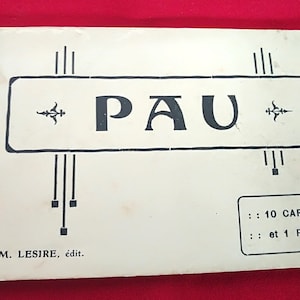 PAU
: : 10 CAR
: : et 1 P
M. LESIRE, édit.